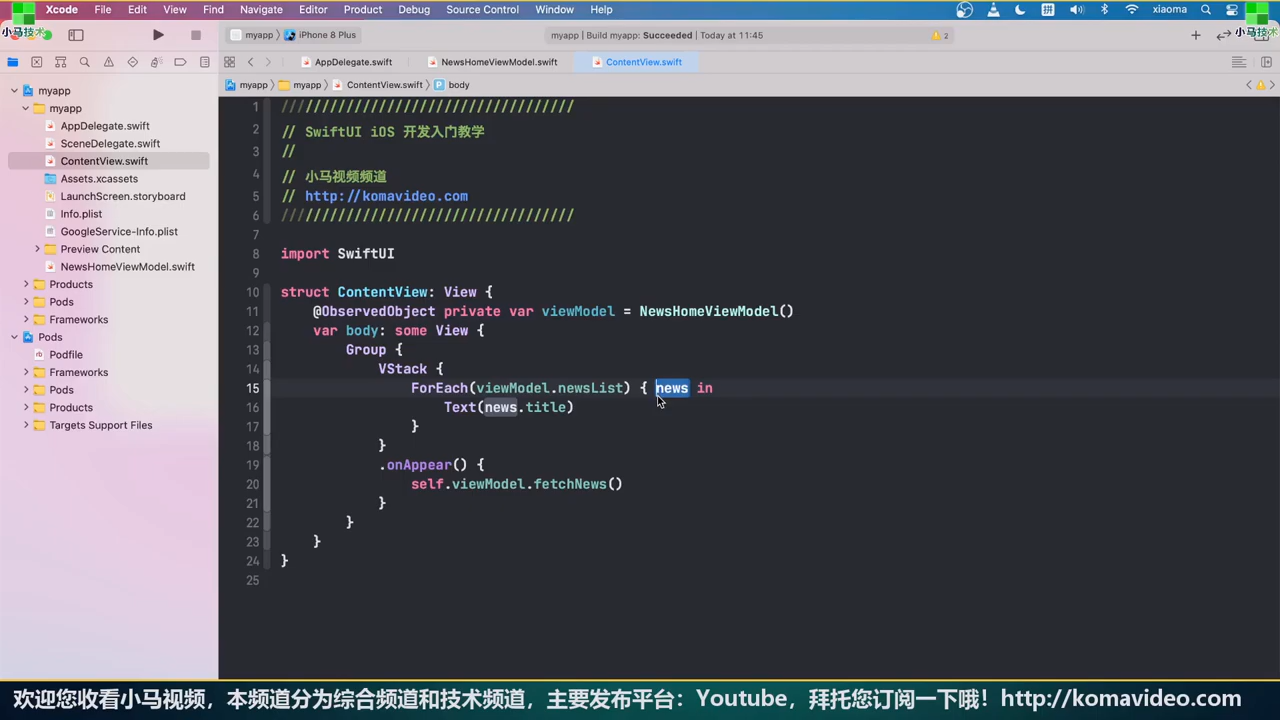 Xcode File Edit View Find Navigate Editor Product Debug Source Control Window Help 拼 xiaoma
小马技术 小马技术
myapp iPhone 8 Plus myapp | Build myapp: Succeeded | Today at 11:45 2
AppDelegate.swift NewsHomeViewModel.swift ContentView.swift
myapp myapp ContentView.swift P body
myapp
myapp
AppDelegate.swift
SceneDelegate.swift
ContentView.swift
Assets.xcassets
LaunchScreen.storyboard
Info.plist
GoogleService-Info.plist
Preview Content
NewsHomeViewModel.swift
Products
Pods
Frameworks
Pods
Podfile
Frameworks
Pods
Products
Targets Support Files
1 ////////////////////////////////////
2 // SwiftUI iOS 开发入门教学
3 //
4 // 小马视频频道
5 // http://komavideo.com
6 ////////////////////////////////////
7
8 import SwiftUI
9
10 struct ContentView: View {
11 @ObservedObject private var viewModel = NewsHomeViewModel()
12 var body: some View {
13 Group {
14 VStack {
15 ForEach(viewModel.newsList) { news in
16 Text(news.title)
17 }
18 }
19 .onAppear() {
20 self.viewModel.fetchNews()
21 }
22 }
23 }
24 }
25
欢迎您收看小马视频，本频道分为综合频道和技术频道，主要发布平台：Youtube，拜托您订阅一下哦！http://komavideo.com